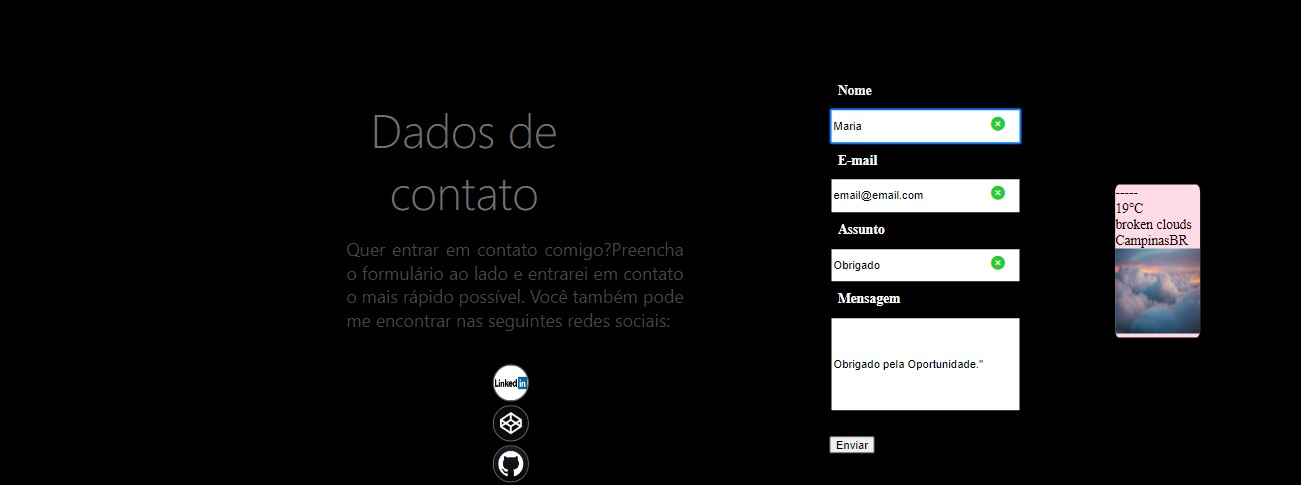 Dados de
contato
Quer entrar em contato comigo?Preencha
o formulário ao lado e entrarei em contato
o mais rápido possível. Você também pode
me encontrar nas seguintes redes sociais:
Linked in
Nome
Maria
E-mail
email@email.com
Assunto
Obrigado
Mensagem
Obrigado pela Oportunidade."
Enviar
-----
19°C
broken clouds
CampinasBR